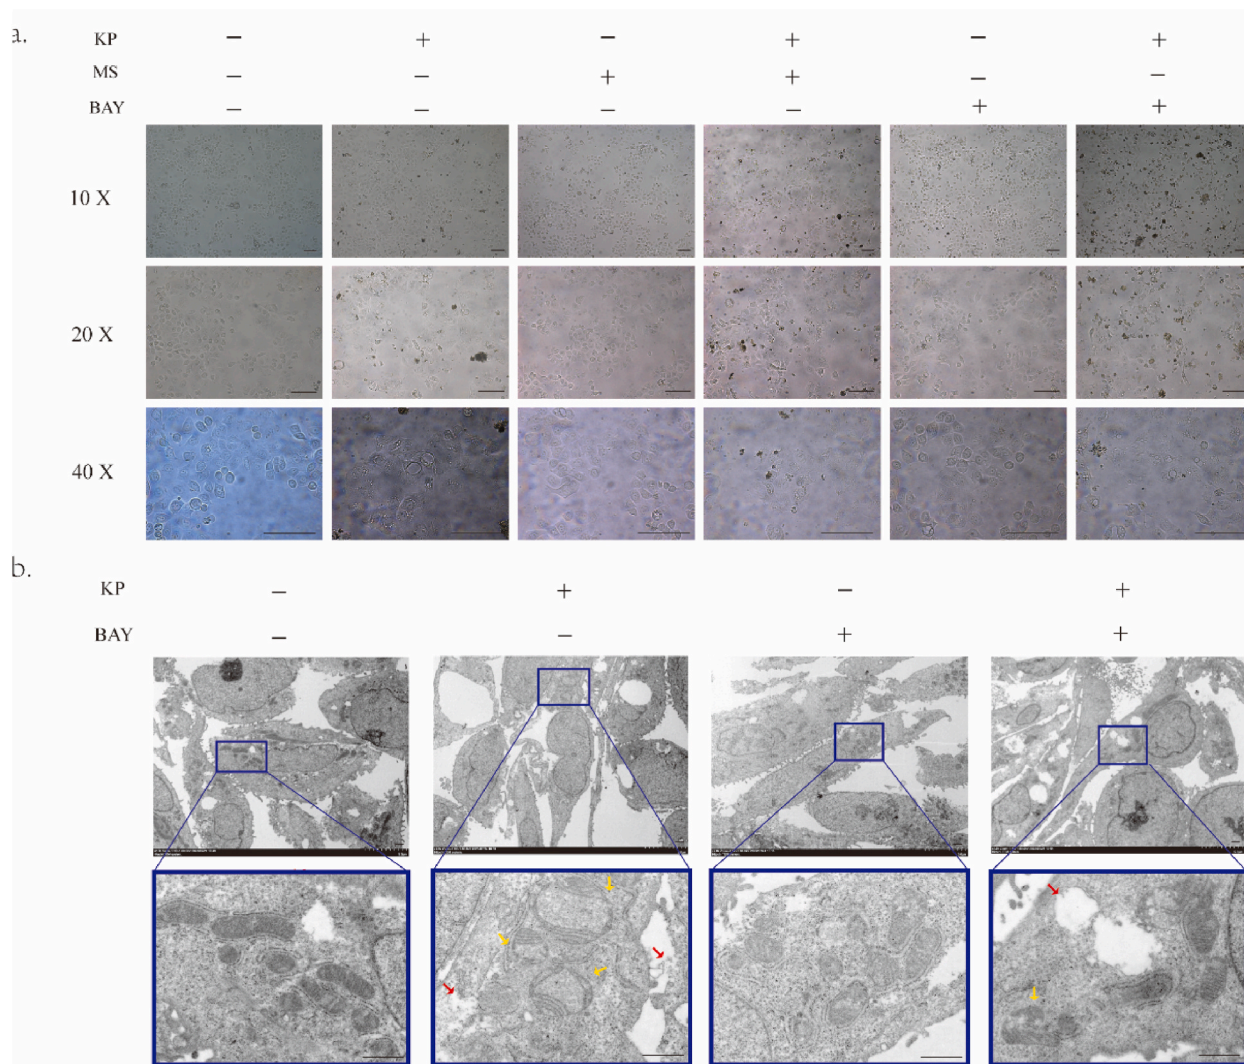 a.
KP − + − + − +
MS − − + + − −
BAY − − − − + +
10 X
20 X
40 X
b.
KP − + − +
BAY − − + +